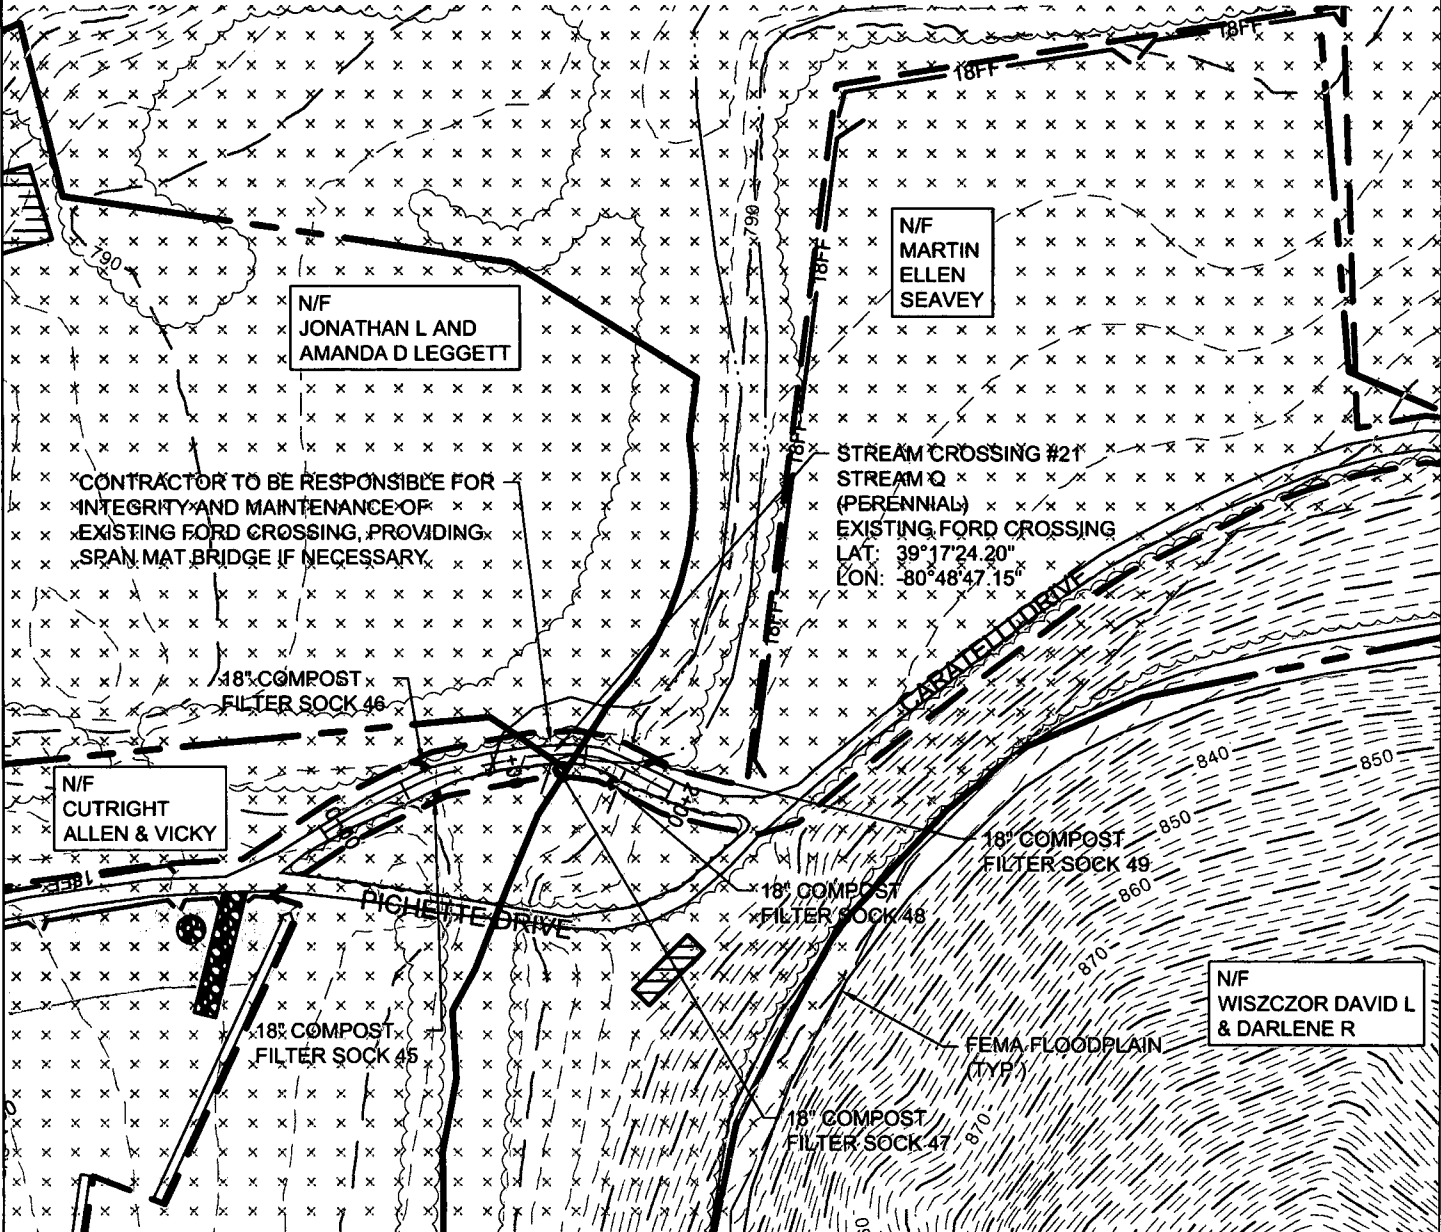 18FF
18FF
790
N/F
MARTIN
ELLEN
SEAVEY
790
18FF
N/F
JONATHAN L AND
AMANDA D LEGGETT
18FF
STREAM CROSSING #21
STREAM Q
(PERENNIAL)
EXISTING FORD CROSSING
LAT: 39°17'24.20"
LON: -80°48'47.15"
CONTRACTOR TO BE RESPONSIBLE FOR
INTEGRITY AND MAINTENANCE OF
EXISTING FORD CROSSING, PROVIDING
SPAN MAT BRIDGE IF NECESSARY
18FF
CARATELLI DRIVE
18" COMPOST
FILTER SOCK 46
N/F
CUTRIGHT
ALLEN & VICKY
0+00
2+00
840
850
850
18" COMPOST
FILTER SOCK 49
860
18FF
PICHETTE DRIVE
18" COMPOST
FILTER SOCK 48
870
N/F
WISZCZOR DAVID L
& DARLENE R
18" COMPOST
FILTER SOCK 45
FEMA FLOODPLAIN
(TYP.)
18" COMPOST
FILTER SOCK 47
870